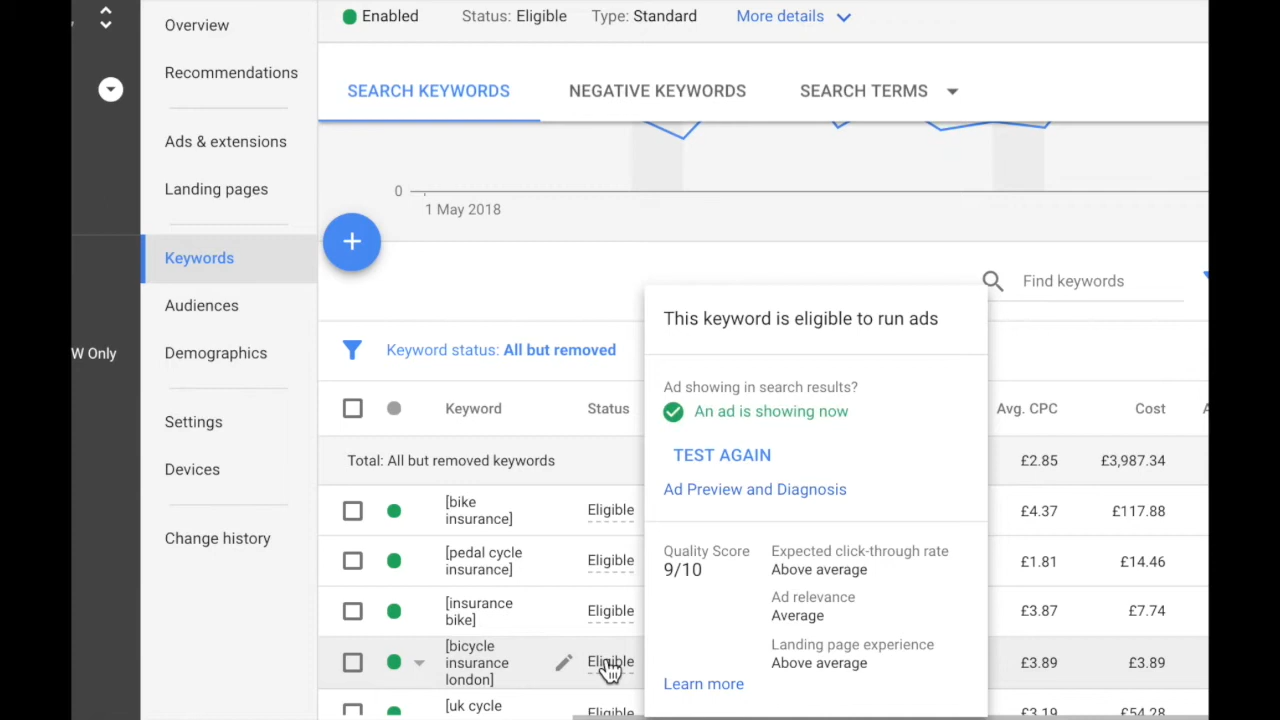 Enabled Status: Eligible Type: Standard More details
Overview
Recommendations
Ads & extensions
Landing pages
W Only
Keywords
Audiences
Demographics
Settings
Devices
Change history
SEARCH KEYWORDS NEGATIVE KEYWORDS SEARCH TERMS
0
1 May 2018
+
Find keywords
Keyword status: All but removed
Keyword Status Avg. CPC Cost A
Total: All but removed keywords £2.85 £3,987.34
[bike
insurance] Eligible £4.37 £117.88
[pedal cycle
insurance] Eligible £1.81 £14.46
[insurance
bike] Eligible £3.87 £7.74
[bicycle
insurance
london] Eligible £3.89 £3.89
[uk cycle Eligible £3.19 £54.28
This keyword is eligible to run ads
Ad showing in search results?
An ad is showing now
TEST AGAIN
Ad Preview and Diagnosis
Quality Score
9/10
Expected click-through rate
Above average
Ad relevance
Average
Landing page experience
Above average
Learn more